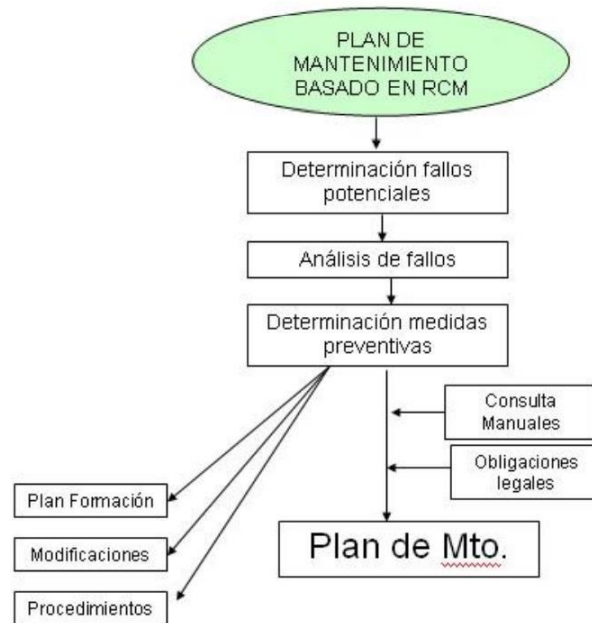 PLAN DE
MANTENIMIENTO
BASADO EN RCM
Determinación fallos
potenciales
Análisis de fallos
Determinación medidas
preventivas
Consulta
Manuales
Obligaciones
legales
Plan Formación
Modificaciones
Procedimientos
Plan de Mto.